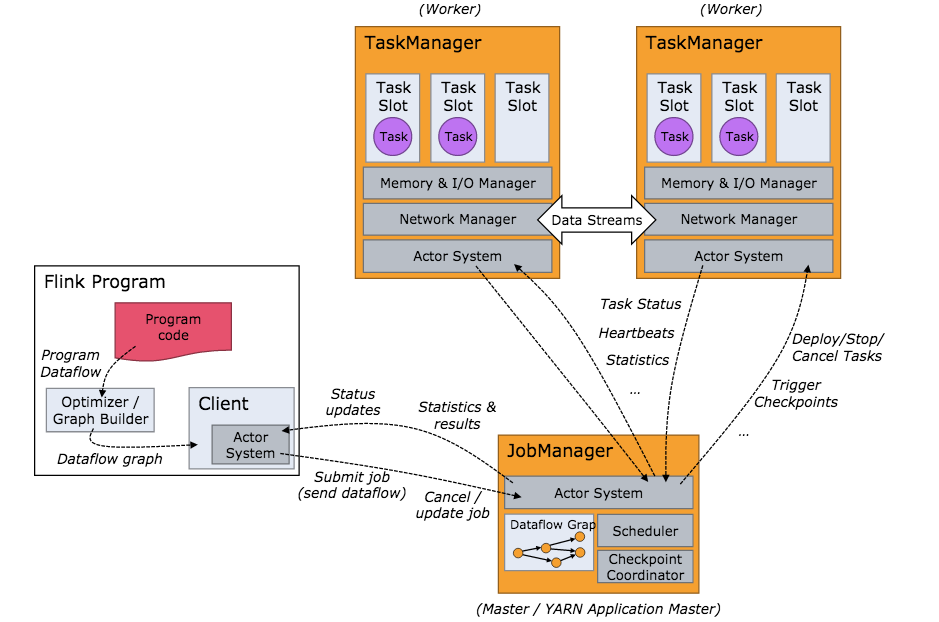 (Worker)
(Worker)
TaskManager
TaskManager
Task
Slot
Task
Slot
Task
Slot
Task
Task
Task
Slot
Task
Slot
Task
Slot
Task
Task
Memory & I/O Manager
Memory & I/O Manager
Network Manager
Data Streams
Network Manager
Actor System
Actor System
Flink Program
Program
code
Program
Dataflow
Optimizer /
Graph Builder
Dataflow graph
Client
Actor
System
Status
updates
Statistics &
results
Submit job
(send dataflow)
Cancel /
update job
Task Status
Heartbeats
Statistics
...
Deploy/Stop/
Cancel Tasks
Trigger
Checkpoints
...
JobManager
Actor System
Dataflow Grap
Scheduler
Checkpoint
Coordinator
(Master / YARN Application Master)